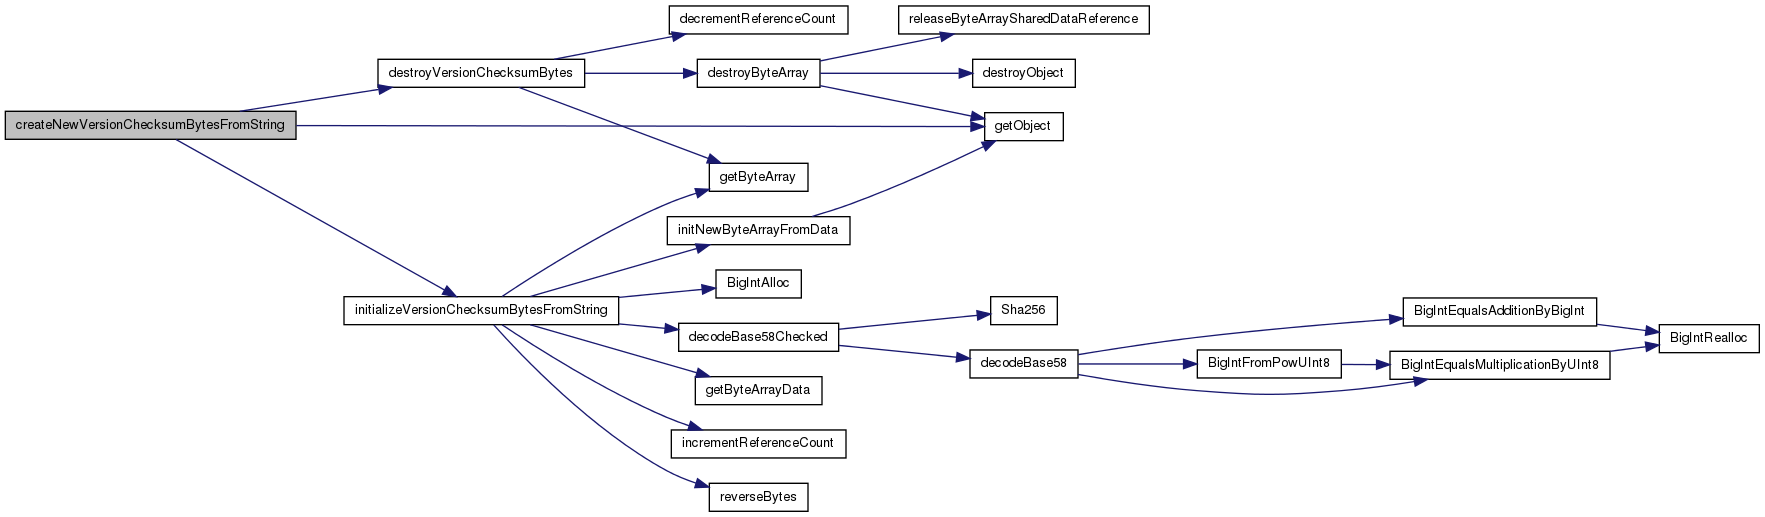 decrementReferenceCount
releaseByteArraySharedDataReference
destroyVersionChecksumBytes
destroyByteArray
destroyObject
createNewVersionChecksumBytesFromString
getObject
getByteArray
initNewByteArrayFromData
BigIntAlloc
initializeVersionChecksumBytesFromString
Sha256
BigIntEqualsAdditionByBigInt
decodeBase58Checked
BigIntRealloc
decodeBase58
BigIntFromPowUInt8
BigIntEqualsMultiplicationByUInt8
getByteArrayData
incrementReferenceCount
reverseBytes